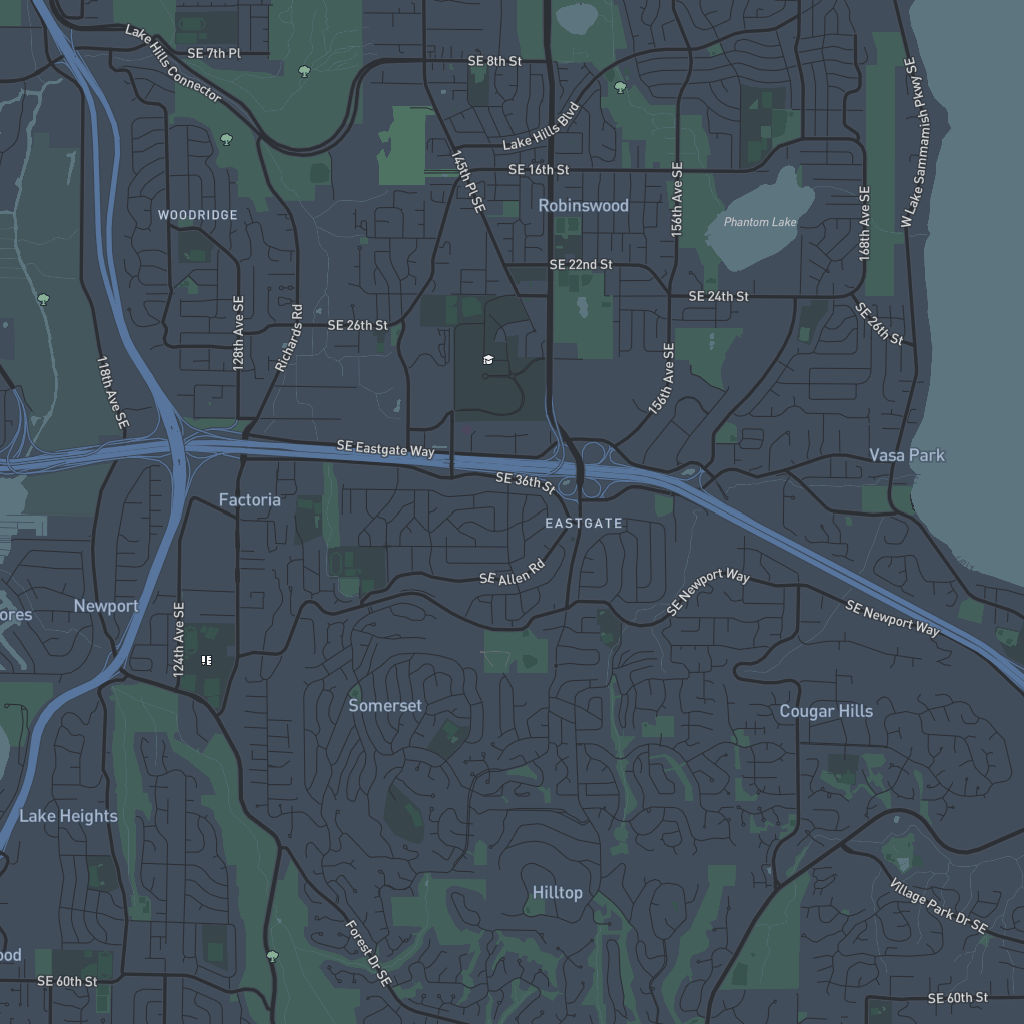 SE 7th Pl
Lake Hills Connector
SE 8th St
W Lake Sammamish Pkwy SE
Lake Hills Blvd
145th Pl SE
SE 16th St
156th Ave SE
168th Ave SE
Robinswood
WOODRIDGE
Phantom Lake
SE 22nd St
SE 24th St
128th Ave SE
Richards Rd
SE 26th St
SE 26th St
118th Ave SE
156th Ave SE
SE Eastgate Way
Vasa Park
SE 36th St
Factoria
EASTGATE
SE Allen Rd
SE Newport Way
Newport
ores
124th Ave SE
SE Newport Way
Somerset
Cougar Hills
Lake Heights
Hilltop
Village Park Dr SE
Forest Dr SE
ood
SE 60th St
SE 60th St